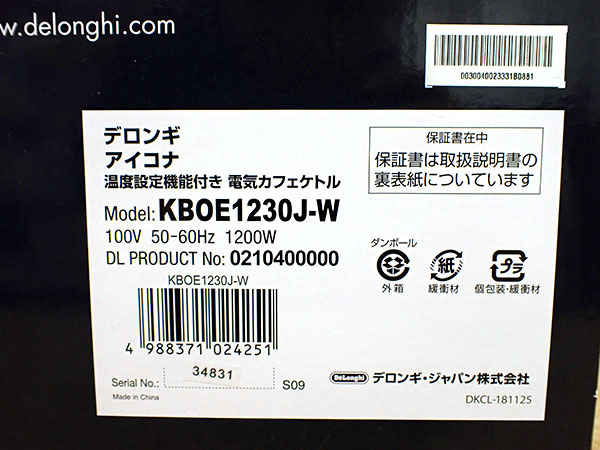 w.delonghi.com
0030040023331B0881
デロンギ
アイコナ
温度設定機能付き 電気カフェケトル
Model: KBOE1230J-W
100V 50-60Hz 1200W
DL PRODUCT No: 0210400000
KBOE1230J-W
4 988371 024251
Serial No.: 34831 S09
Made in China
保証書在中
保証書は取扱説明書の
裏表紙についています
ダンボール
外箱
紙
緩衝材
プラ
個包装・緩衝材
DeLonghi デロンギ・ジャパン株式会社
DKCL-181125